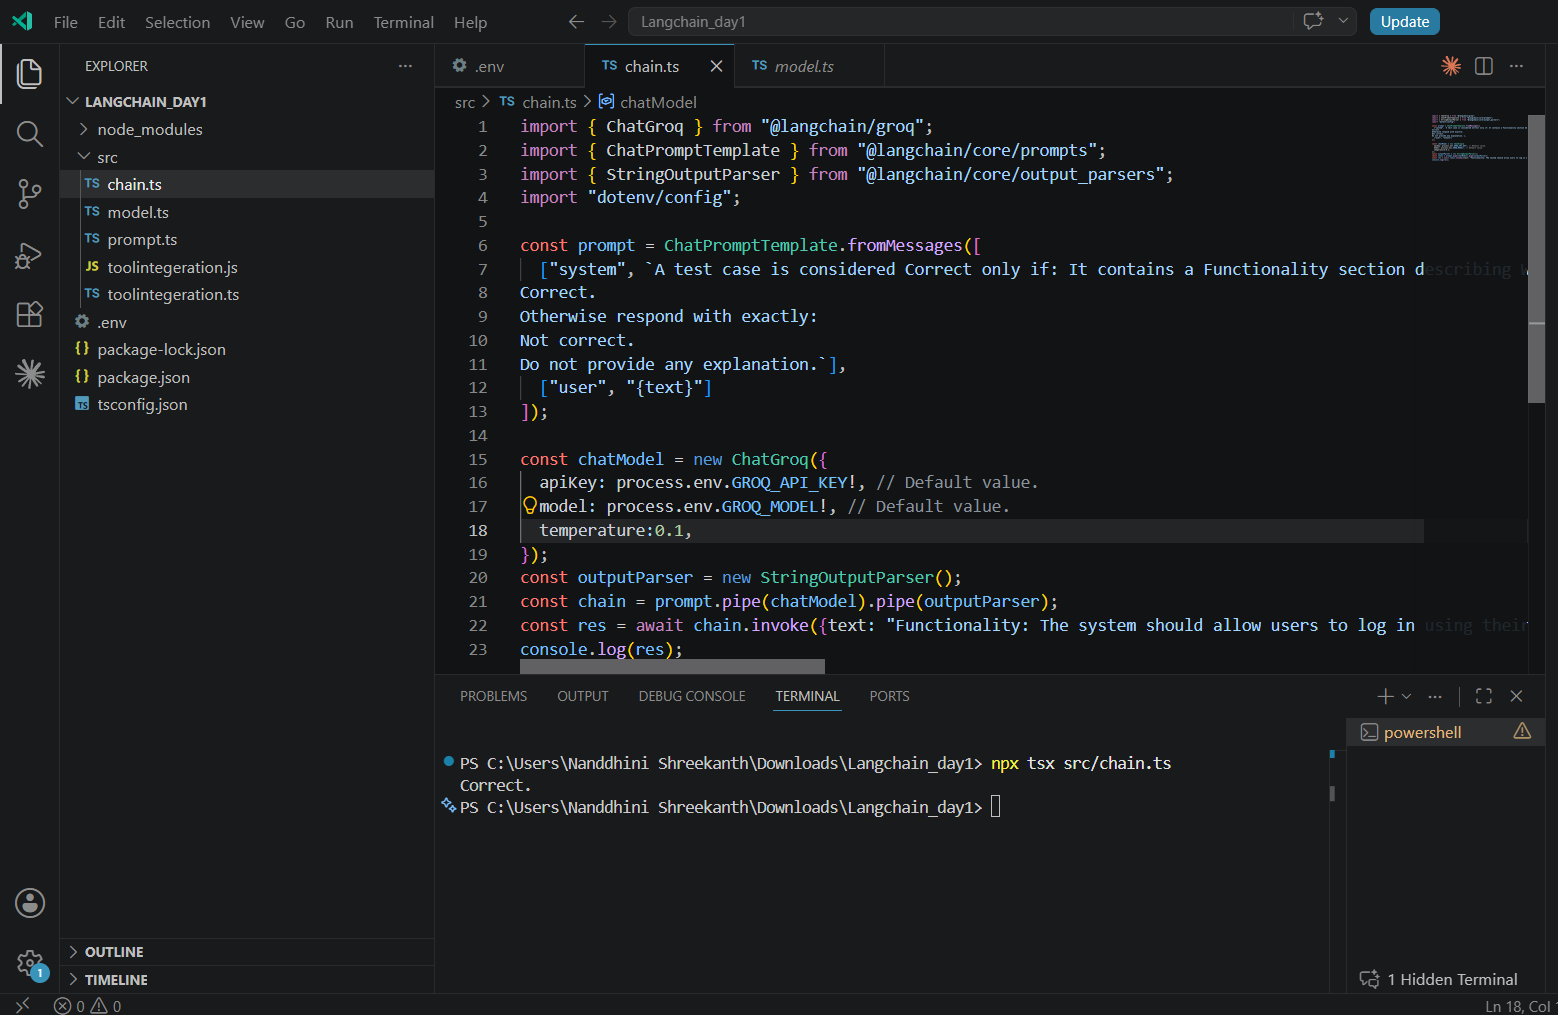 File Edit Selection View Go Run Terminal Help
Langchain_day1
Update
EXPLORER
LANGCHAIN_DAY1
node_modules
src
TS chain.ts
TS model.ts
TS prompt.ts
JS toolintegeration.js
TS toolintegeration.ts
.env
{} package-lock.json
{} package.json
TS tsconfig.json
OUTLINE
TIMELINE
.env
TS chain.ts
TS model.ts
src > TS chain.ts > chatModel
1 import { ChatGroq } from "@langchain/groq";
2 import { ChatPromptTemplate } from "@langchain/core/prompts";
3 import { StringOutputParser } from "@langchain/core/output_parsers";
4 import "dotenv/config";
5
6 const prompt = ChatPromptTemplate.fromMessages([
7 ["system", `A test case is considered Correct only if: It contains a Functionality section describing
8 Correct.
9 Otherwise respond with exactly:
10 Not correct.
11 Do not provide any explanation.`],
12 ["user", "{text}"]
13 ]);
14
15 const chatModel = new ChatGroq({
16 apiKey: process.env.GROQ_API_KEY!, // Default value.
17 model: process.env.GROQ_MODEL!, // Default value.
18 temperature:0.1,
19 });
20 const outputParser = new StringOutputParser();
21 const chain = prompt.pipe(chatModel).pipe(outputParser);
22 const res = await chain.invoke({text: "Functionality: The system should allow users to log in using their
23 console.log(res);
PROBLEMS OUTPUT DEBUG CONSOLE TERMINAL PORTS
PS C:\Users\Nanddhini Shreekanth\Downloads\Langchain_day1> npx tsx src/chain.ts
Correct.
PS C:\Users\Nanddhini Shreekanth\Downloads\Langchain_day1>
powershell
1 Hidden Terminal
1
0 0
Ln 18, Col